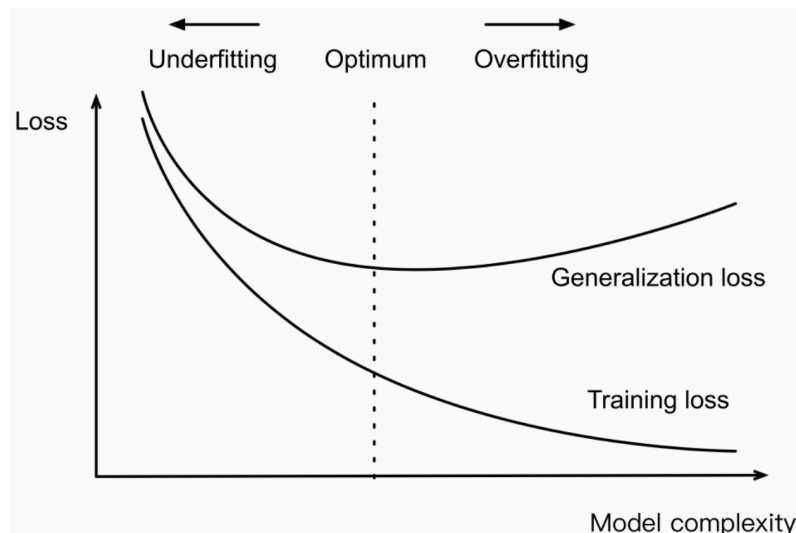 Underfitting Optimum Overfitting
Loss
Generalization loss
Training loss
Model complexity